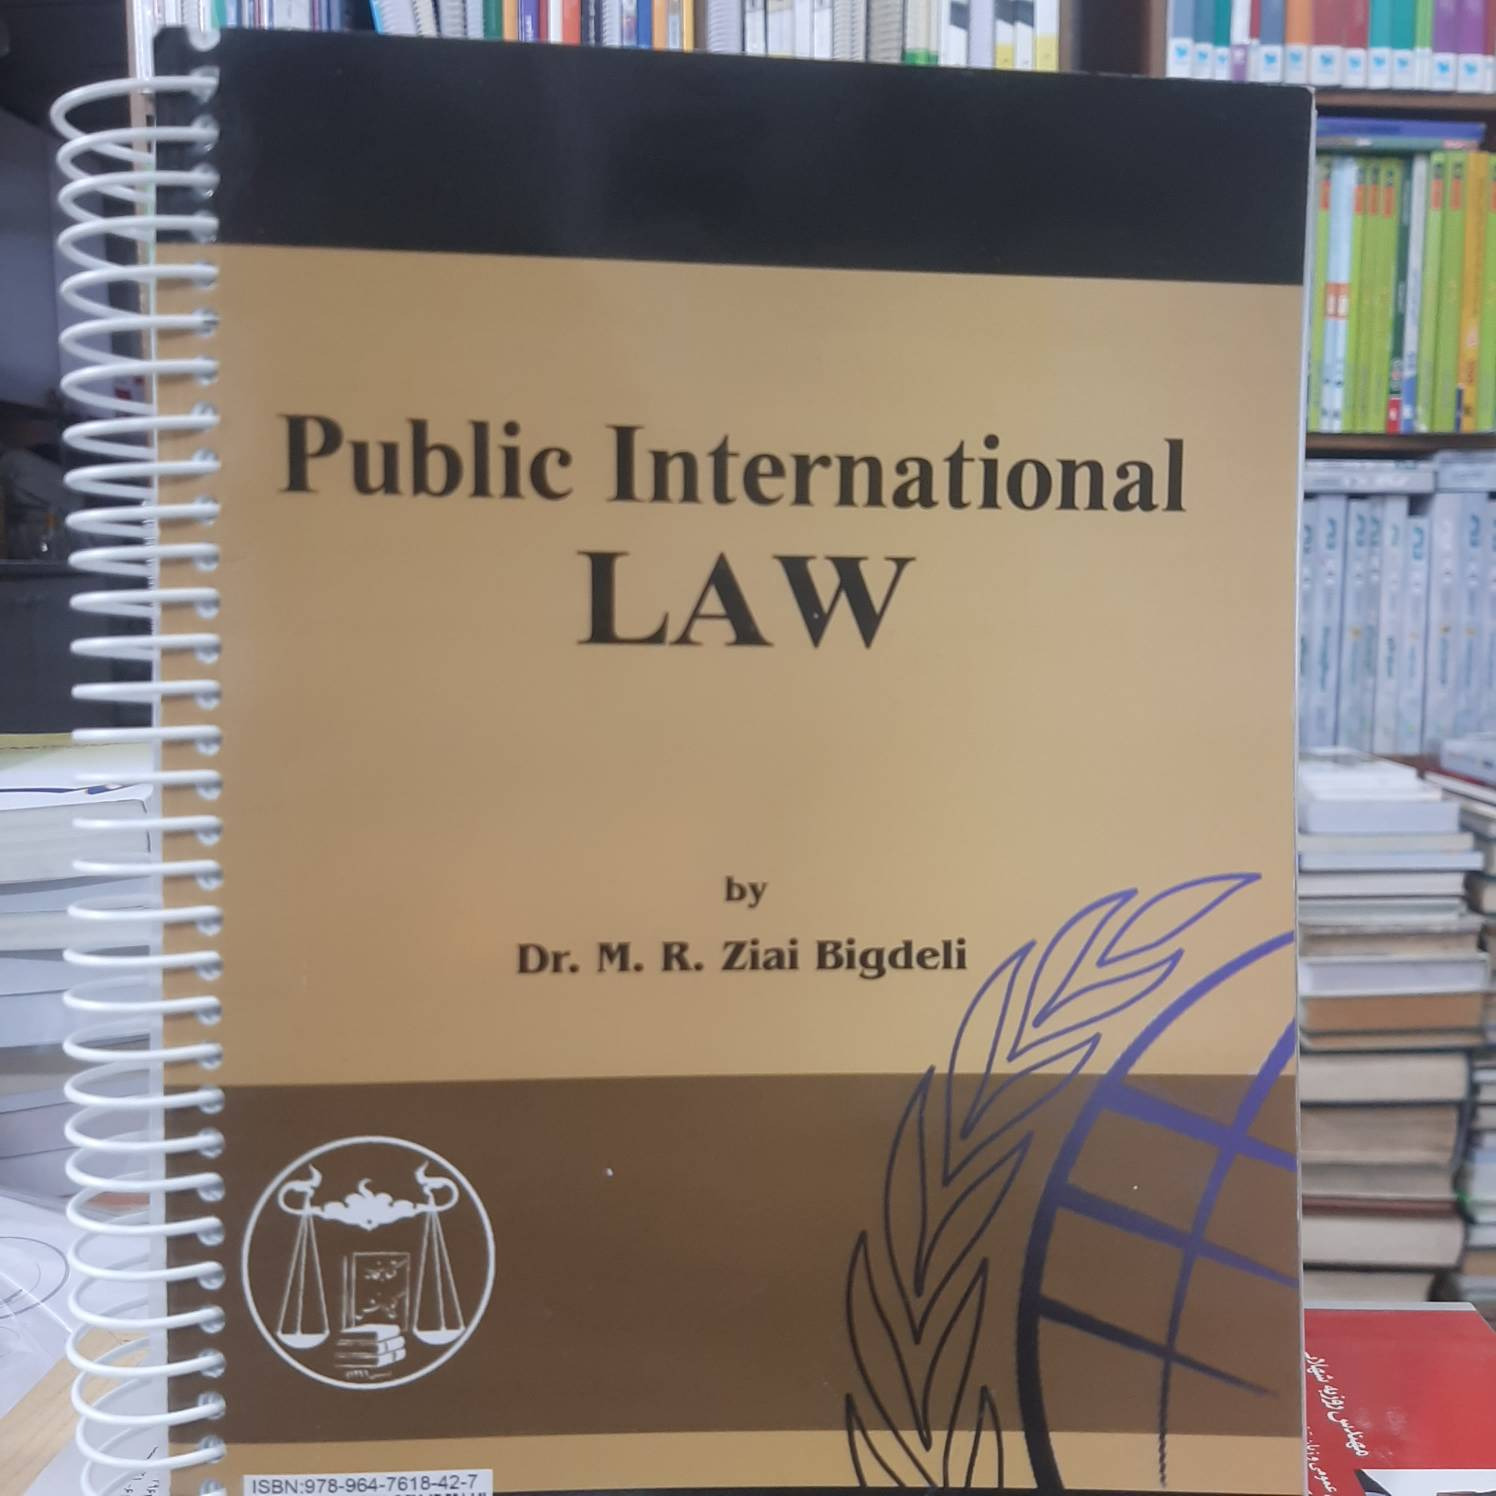 Public International
LAW
by
Dr. M. R. Ziai Bigdeli
ISBN:978-964-7618-42-7